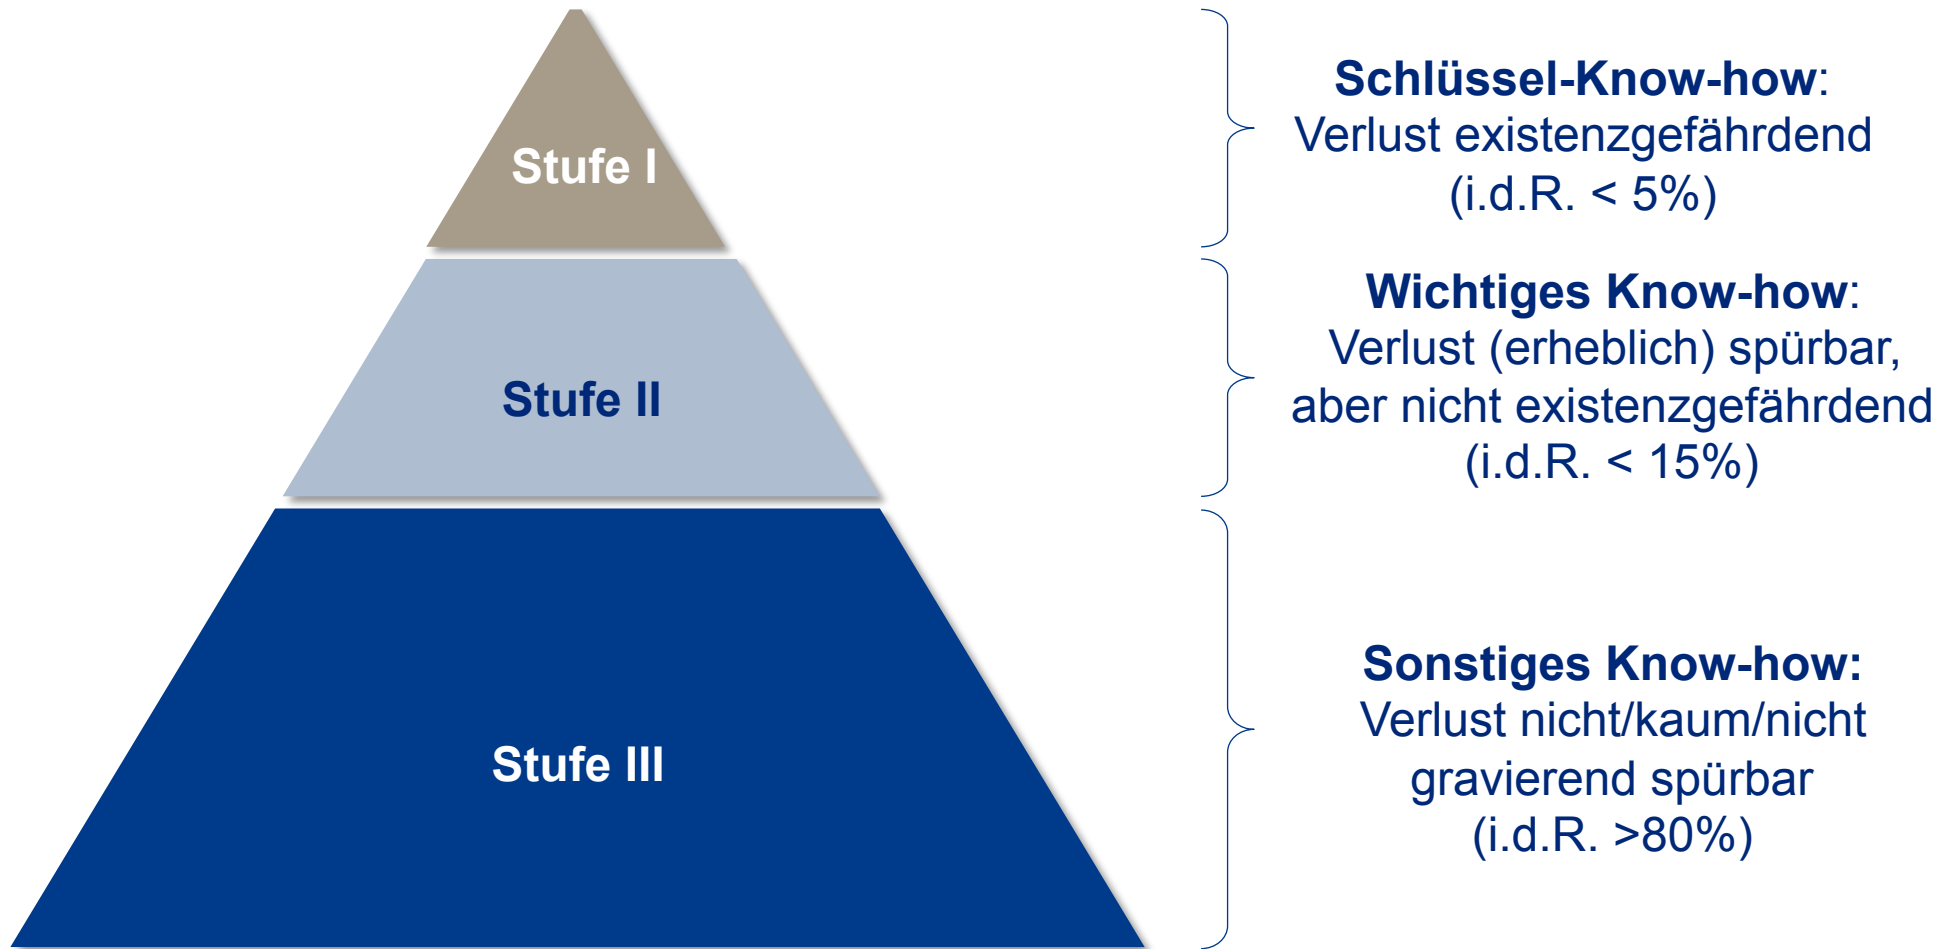 Stufe I
Schlüssel-Know-how:
Verlust existenzgefährdend
(i.d.R. < 5%)
Stufe II
Wichtiges Know-how:
Verlust (erheblich) spürbar,
aber nicht existenzgefährdend
(i.d.R. < 15%)
Stufe III
Sonstiges Know-how:
Verlust nicht/kaum/nicht
gravierend spürbar
(i.d.R. >80%)